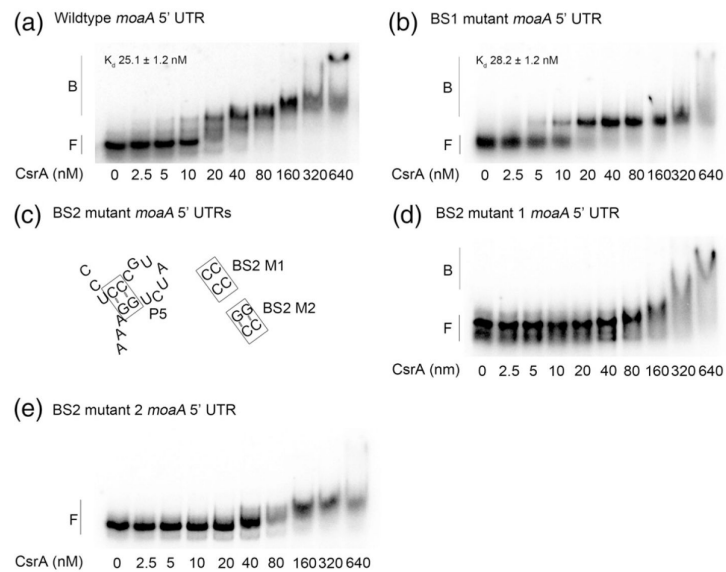 (a) Wildtype moaA 5' UTR
Kd 25.1 ± 1.2 nM
B
F
CsrA (nM) 0 2.5 5 10 20 40 80 160 320 640
(b) BS1 mutant moaA 5' UTR
Kd 28.2 ± 1.2 nM
B
F
CsrA (nM) 0 2.5 5 10 20 40 80 160 320 640
(c) BS2 mutant moaA 5' UTRs
C C U C C C G U A
U C U G G A A A A
P5
CC
CC
BS2 M1
BS2 M2
GG
CC
(d) BS2 mutant 1 moaA 5' UTR
B
F
CsrA (nm) 0 2.5 5 10 20 40 80 160 320 640
(e) BS2 mutant 2 moaA 5' UTR
F
CsrA (nM) 0 2.5 5 10 20 40 80 160 320 640